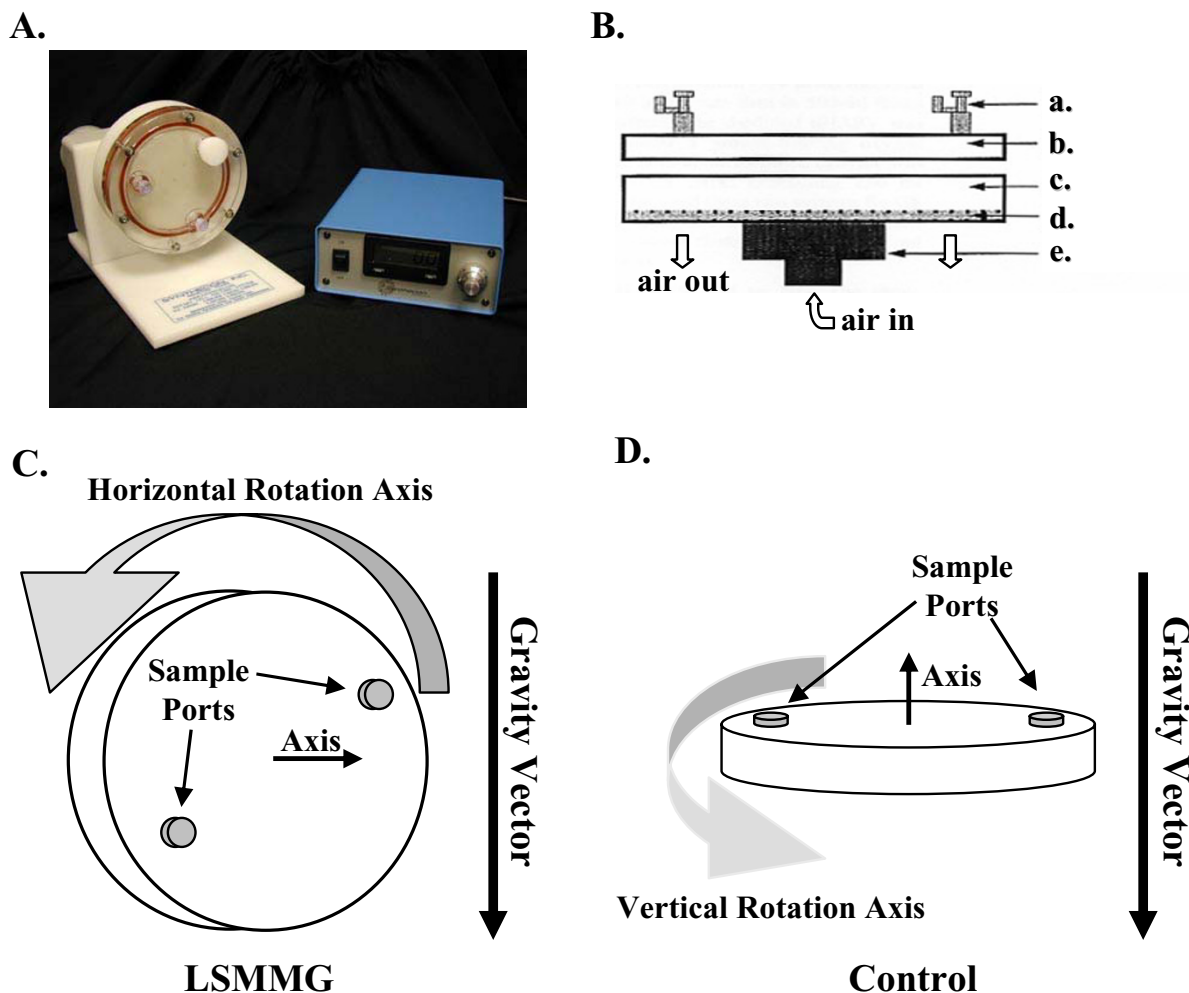 A.
B.
a.
b.
c.
d.
e.
air out
air in
C.
Horizontal Rotation Axis
Sample
Ports
Axis
Gravity Vector
LSMMG
D.
Sample
Ports
Axis
Gravity Vector
Vertical Rotation Axis
Control